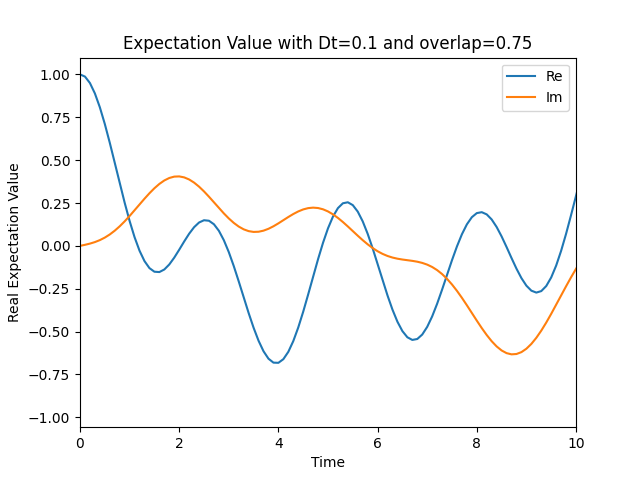 Expectation Value with Dt=0.1 and overlap=0.75
Re
Im
1.00
0.75
0.50
0.25
0.00
−0.25
−0.50
−0.75
−1.00
Real Expectation Value
0 2 4 6 8 10
Time